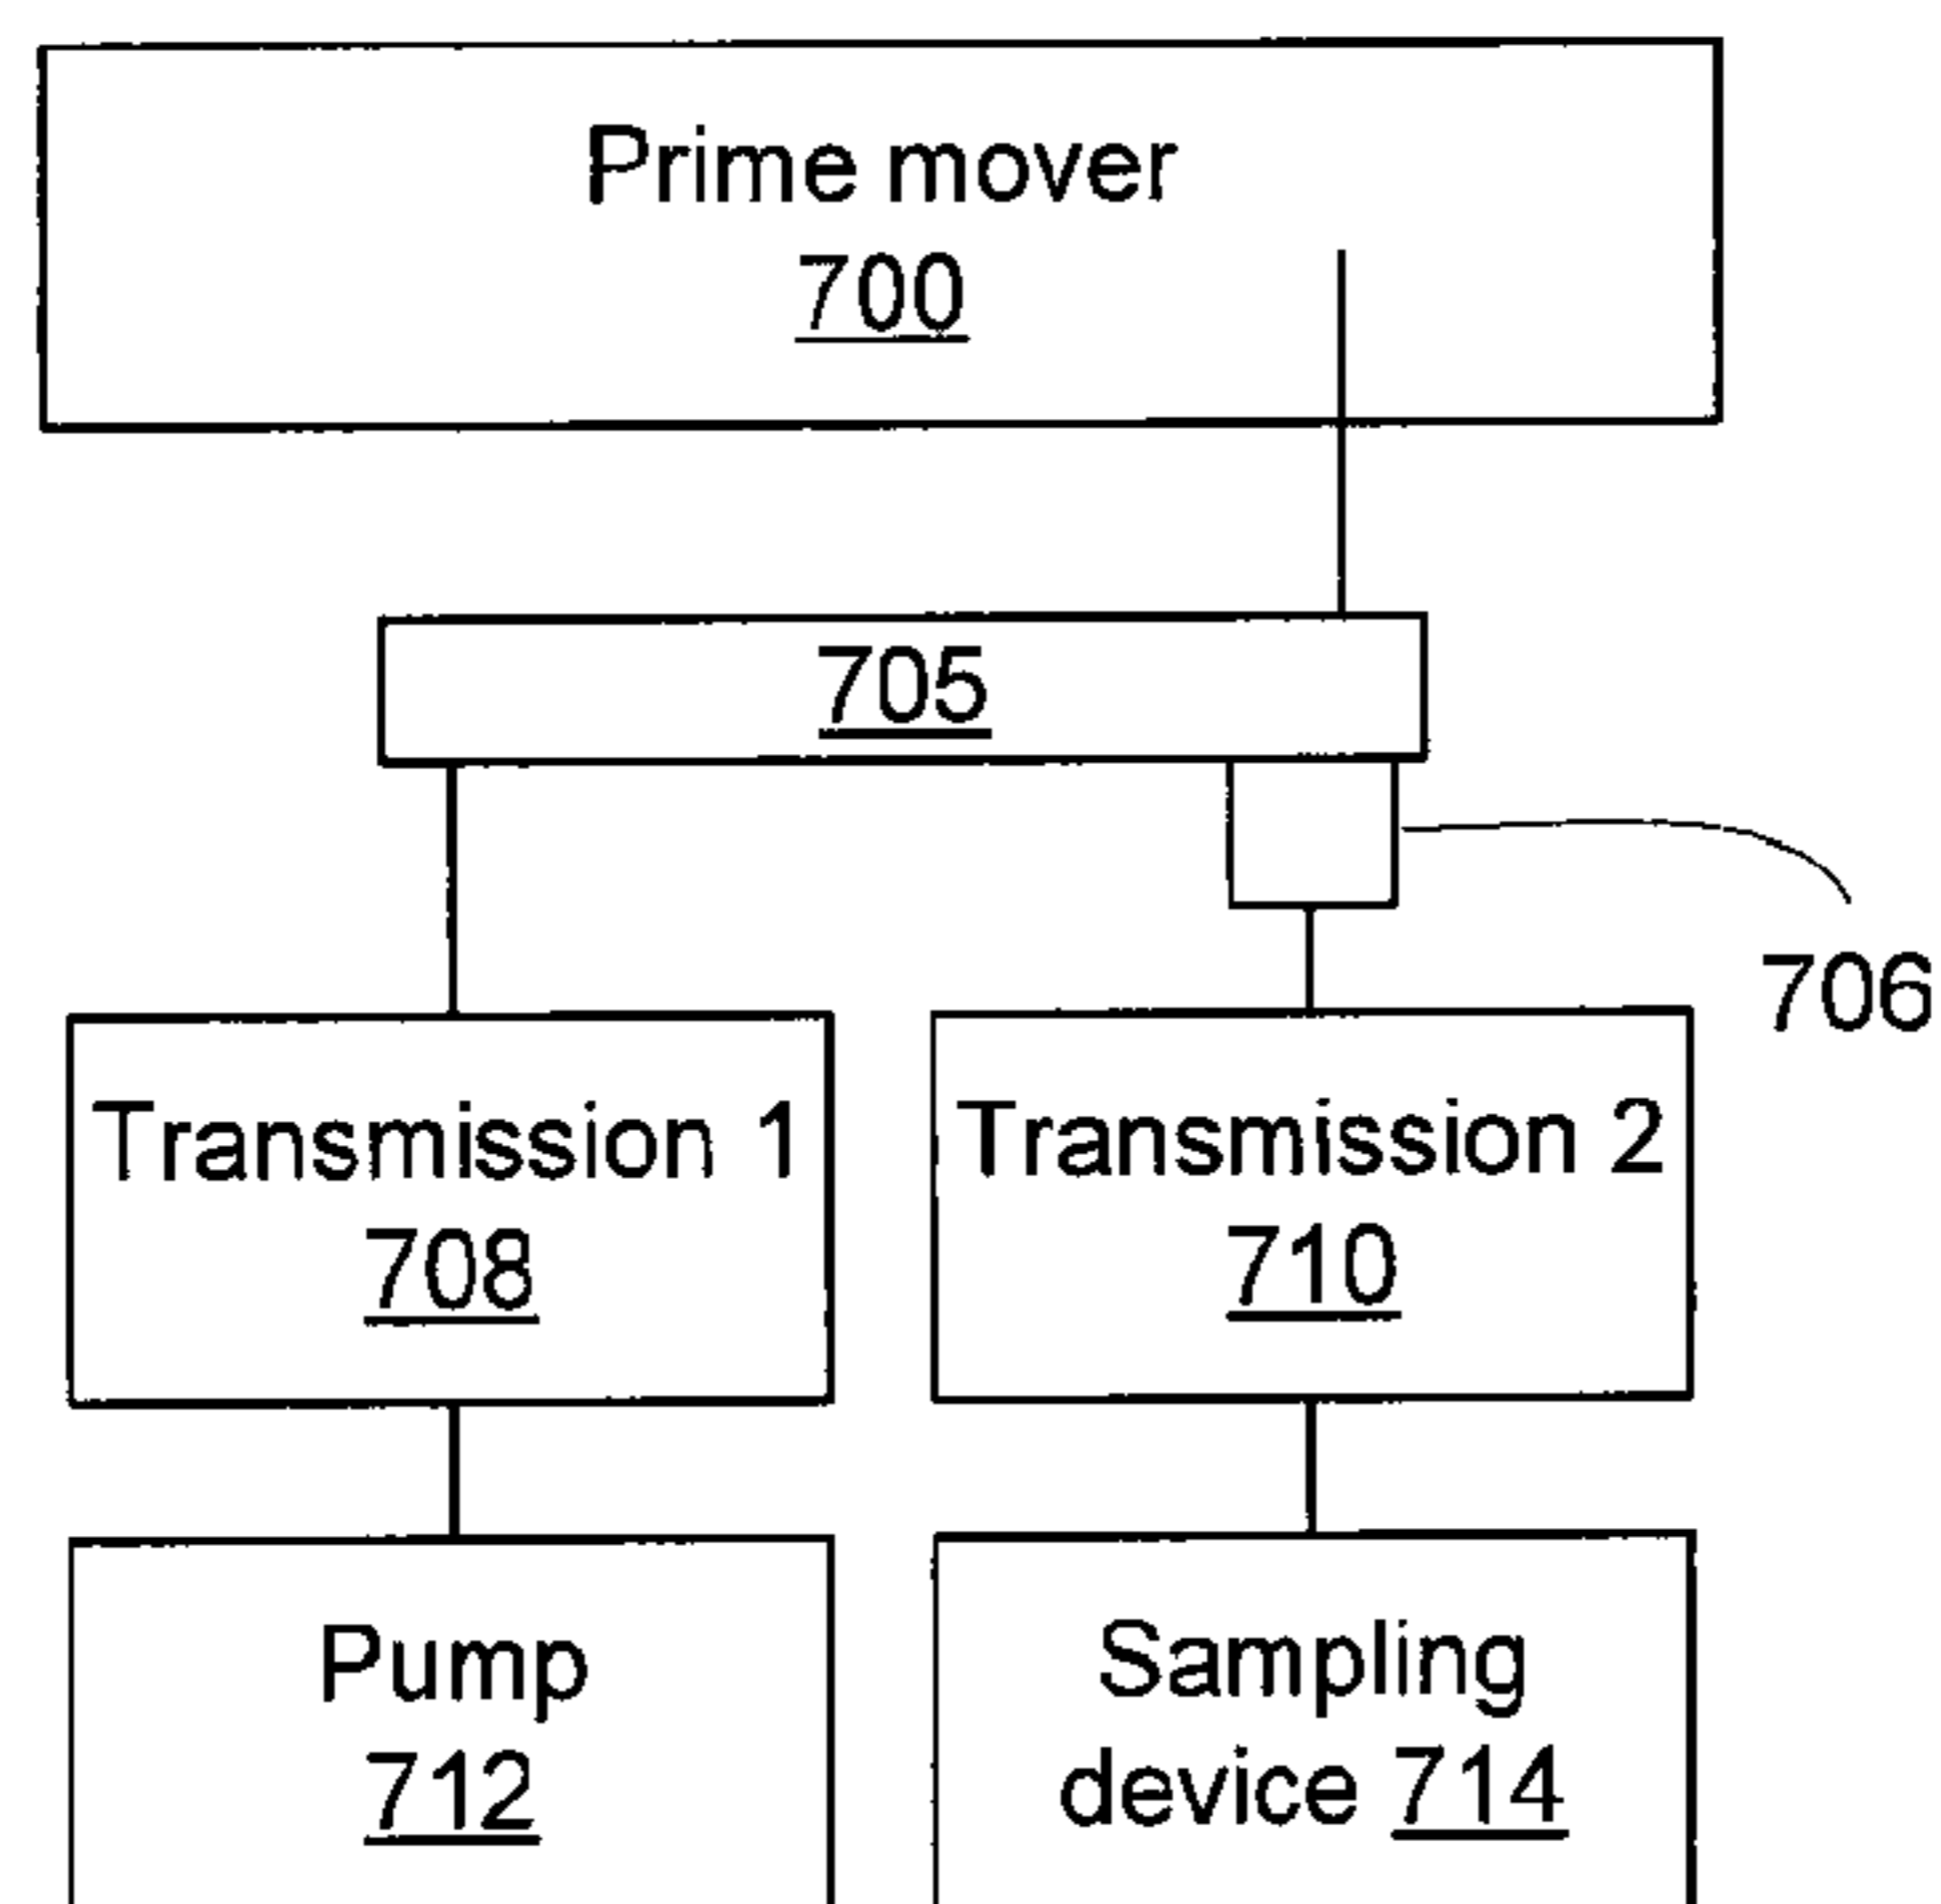 Prime mover
700
705
706
Transmission 1
708
Transmission 2
710
Pump
712
Sampling
device 714